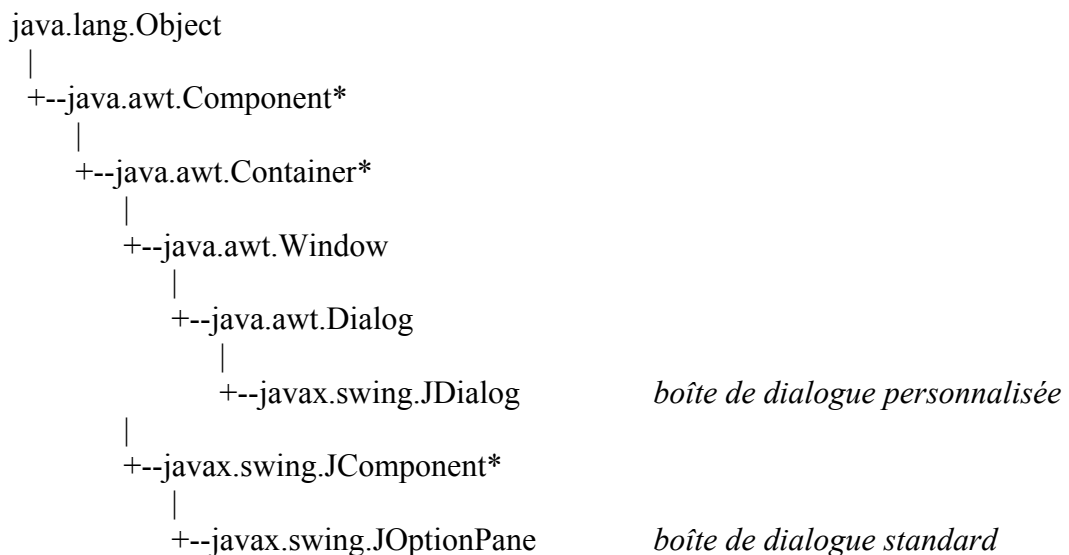 java.lang.Object
|
+--java.awt.Component*
|
+--java.awt.Container*
|
+--java.awt.Window
|
+--java.awt.Dialog
|
+--javax.swing.JDialog boîte de dialogue personnalisée
|
+--javax.swing.JComponent*
|
+--javax.swing.JOptionPane boîte de dialogue standard